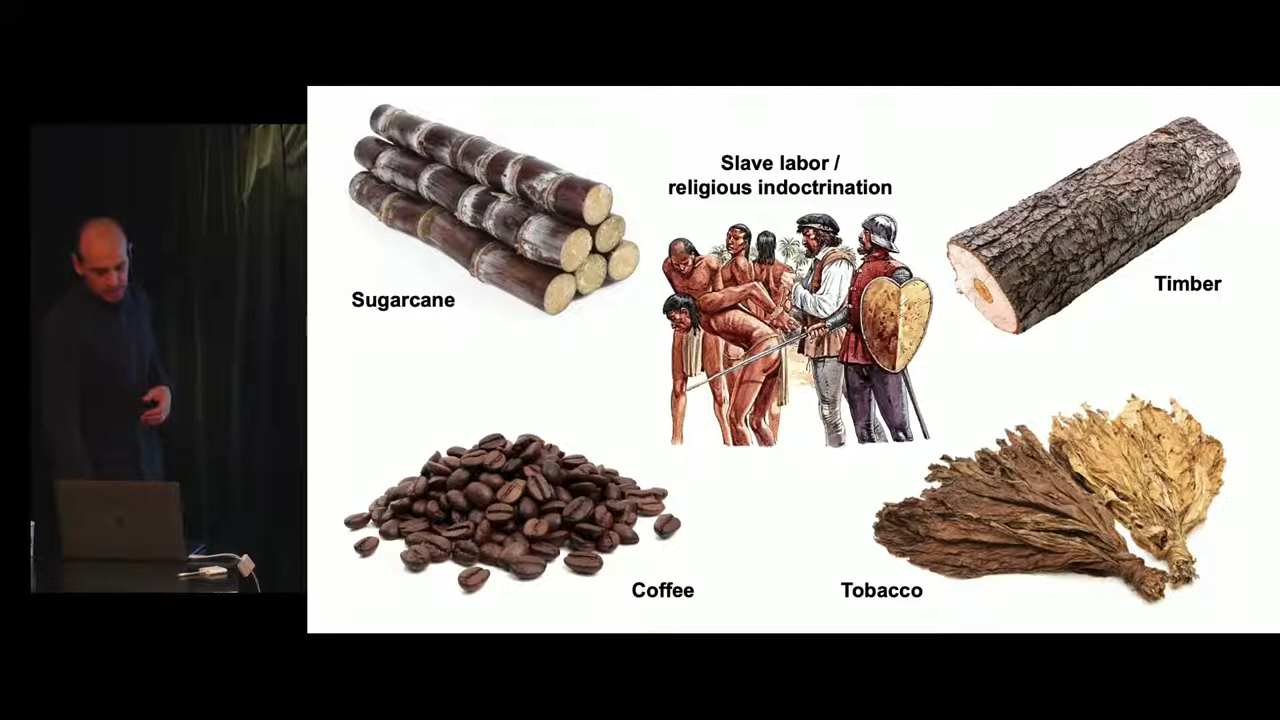 Slave labor /
religious indoctrination
Sugarcane
Timber
Coffee
Tobacco